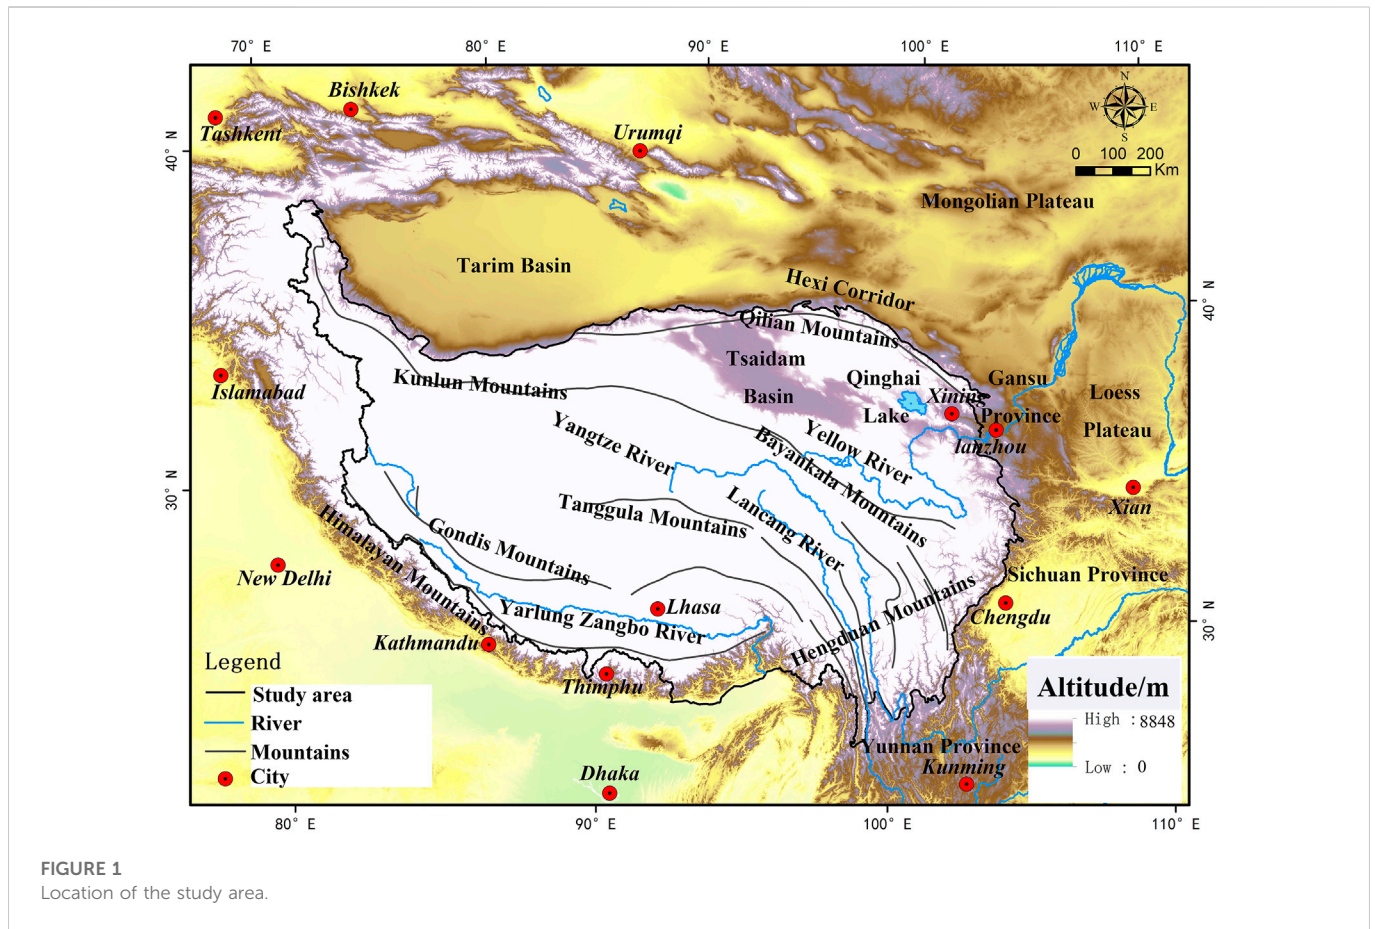 70° E 80° E 90° E 100° E 110° E
40° N
30° N
40° N
30° N
N
W E
S
0 100 200
Km
Bishkek
Tashkent
Urumqi
Mongolian Plateau
Tarim Basin
Hexi Corridor
Qilian Mountains
Tsaidam
Basin
Kunlun Mountains
Qinghai
Lake
Xining
Gansu
Province
lanzhou
Loess
Plateau
Islamabad
Yangtze River
Yellow River
Bayankala Mountains
Xian
Tanggula Mountains
Lancang River
Gondis Mountains
Himalayan Mountains
New Delhi
Sichuan Province
Chengdu
Lhasa
Yarlung Zangbo River
Hengduan Mountains
Kathmandu
Thimphu
Yunnan Province
Kunming
Dhaka
Legend
Study area
River
Mountains
City
Altitude/m
High : 8848
Low : 0
80° E 90° E 100° E 110° E
FIGURE 1
Location of the study area.